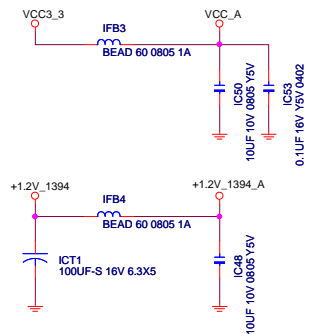 VCC3_3
VCC_A
IFB3
BEAD 60 0805 1A
IC50
10UF 10V 0805 Y5V
IC53
0.1UF 16V Y5V 0402
+1.2V_1394
+1.2V_1394_A
IFB4
BEAD 60 0805 1A
ICT1
100UF-S 16V 6.3X5
IC48
10UF 10V 0805 Y5V